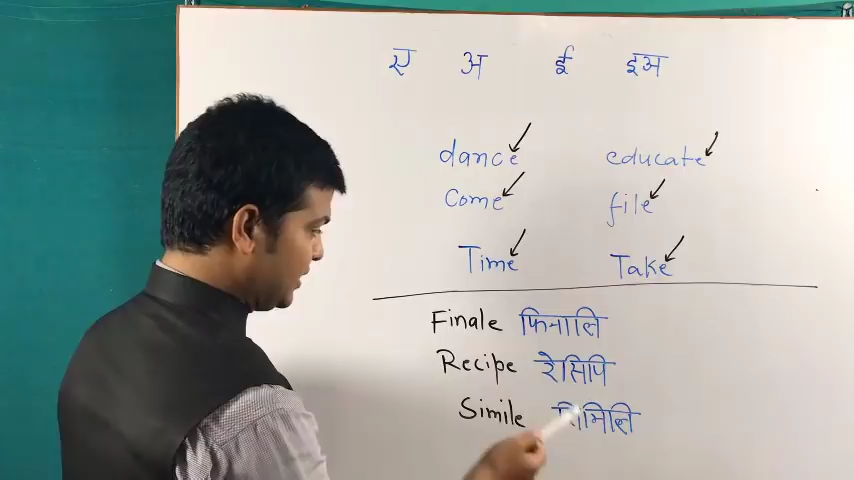 ए अ ई इअ
dance educate
Come file
Time Take
Finale फिनालि
Recipe रेसिपि
Simile सिमिलि